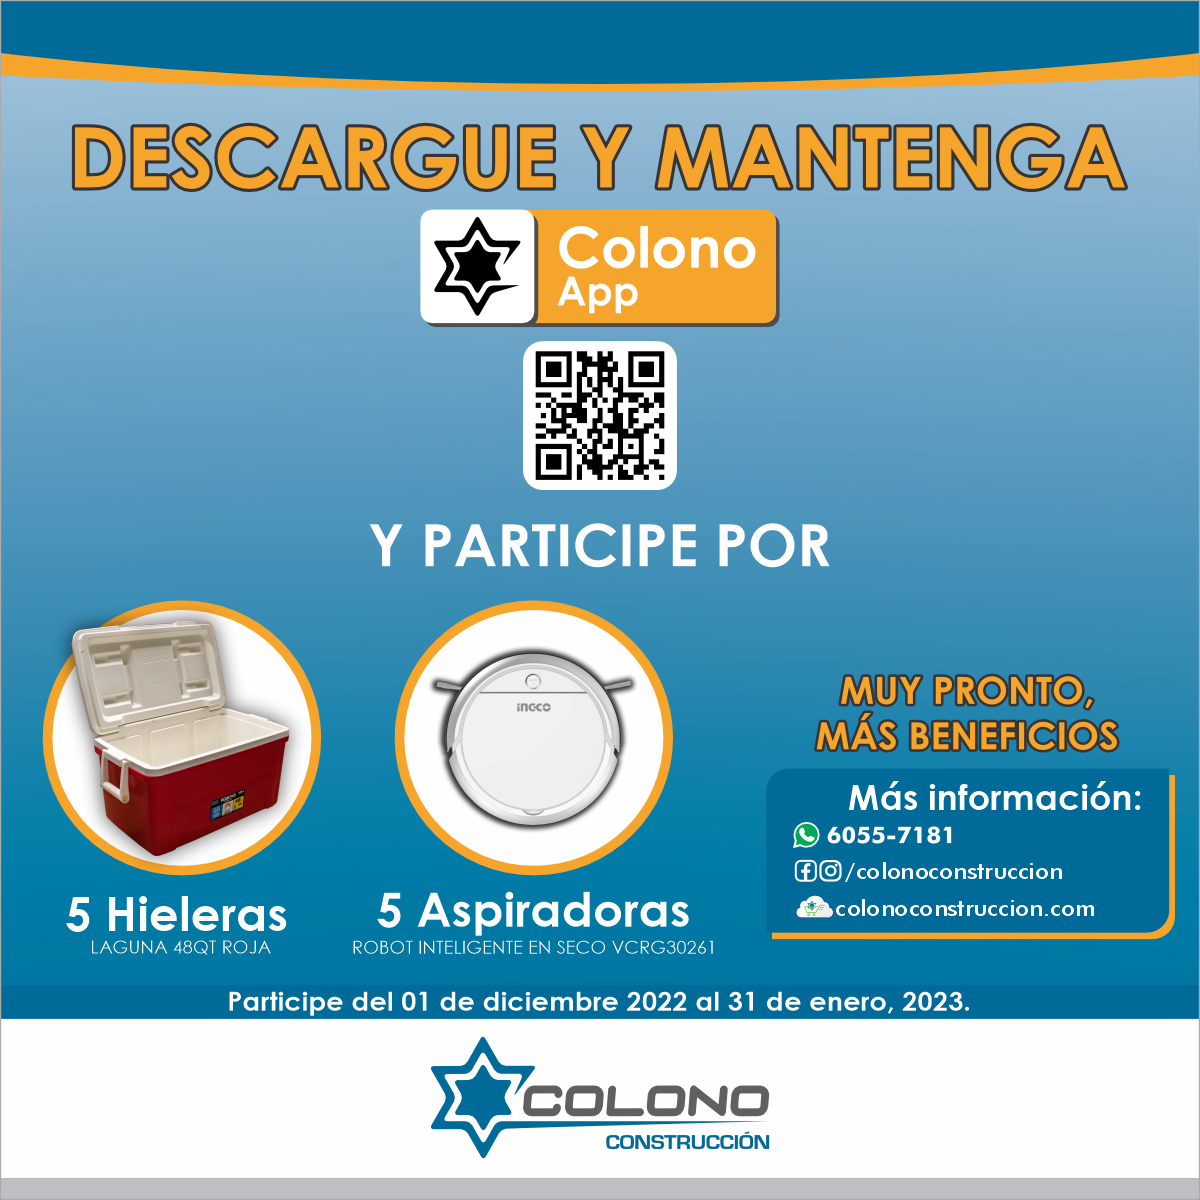 DESCARGUE Y MANTENGA
Colono
App
Y PARTICIPE POR
INGCO
5 Hieleras
LAGUNA 48QT ROJA
5 Aspiradoras
ROBOT INTELIGENTE EN SECO VCRG30261
MUY PRONTO,
MÁS BENEFICIOS
Más información:
6055-7181
/colonoconstruccion
colonoconstruccion.com
Participe del 01 de diciembre 2022 al 31 de enero, 2023.
COLONO
CONSTRUCCIÓN